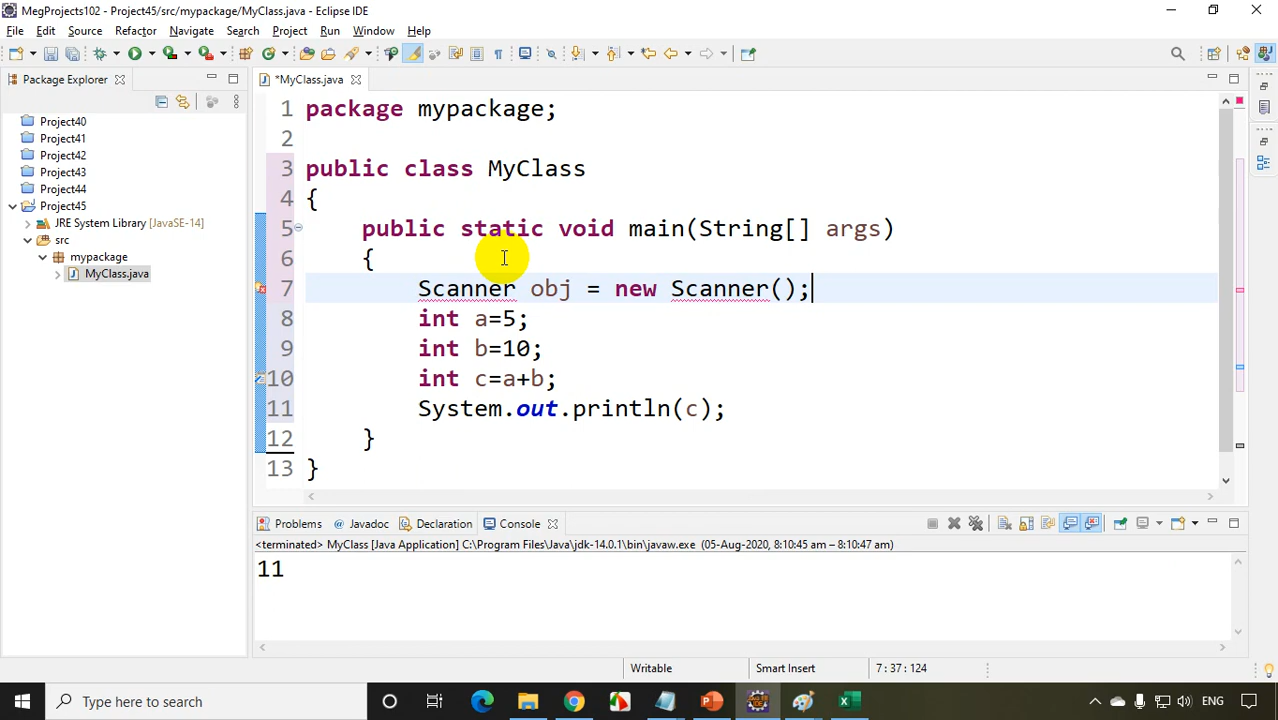 MegProjects102 - Project45/src/mypackage/MyClass.java - Eclipse IDE
File Edit Source Refactor Navigate Search Project Run Window Help
Package Explorer
*MyClass.java
Project40
Project41
Project42
Project43
Project44
Project45
JRE System Library [JavaSE-14]
src
mypackage
MyClass.java
1 package mypackage;
2
3 public class MyClass
4 {
5 public static void main(String[] args)
6 {
7 Scanner obj = new Scanner();
8 int a=5;
9 int b=10;
10 int c=a+b;
11 System.out.println(c);
12 }
13 }
Problems @ Javadoc Declaration Console
<terminated> MyClass [Java Application] C:\Program Files\Java\jdk-14.0.1\bin\javaw.exe (05-Aug-2020, 8:10:45 am – 8:10:47 am)
11
Writable Smart Insert 7 : 37 : 124
Type here to search
ENG